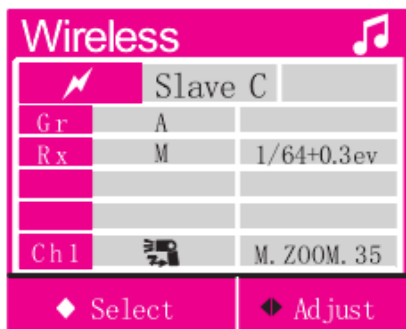 Wireless
Slave C
Gr A
Rx M 1/64+0.3ev
Ch1 M. ZOOM. 35
Select Adjust